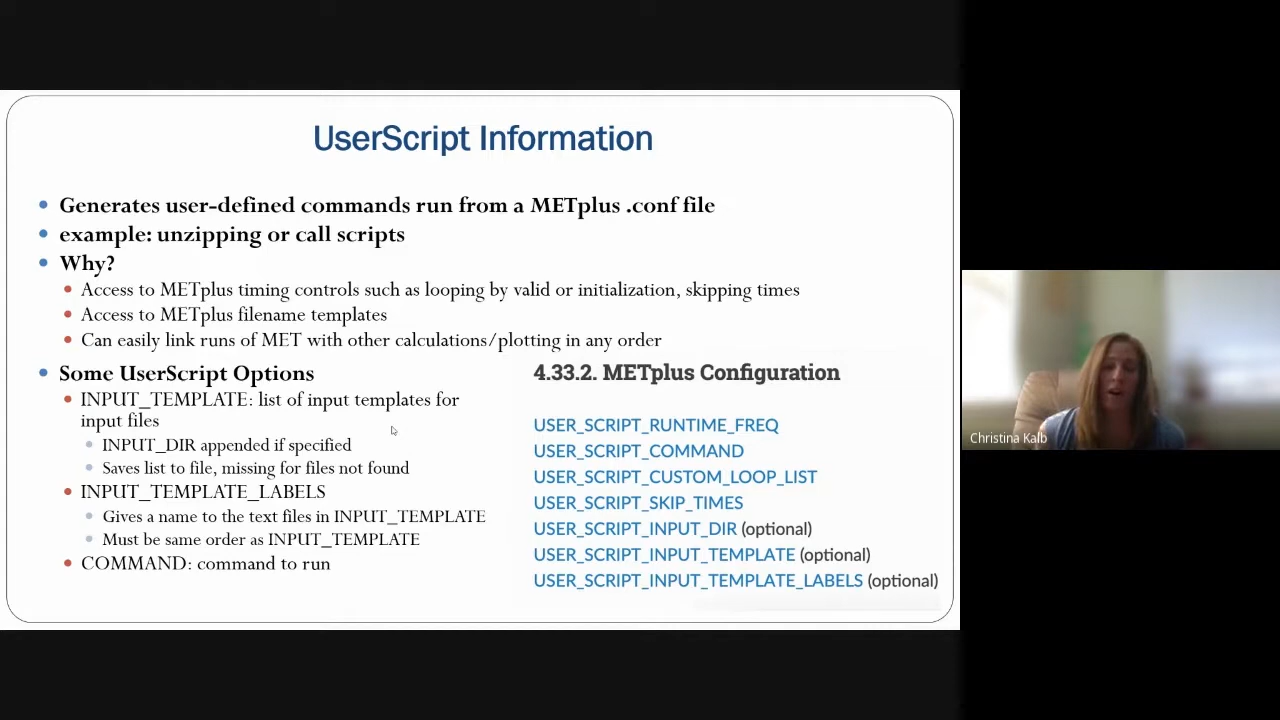 UserScript Information
Generates user-defined commands run from a METplus .conf file
example: unzipping or call scripts
Why?
Access to METplus timing controls such as looping by valid or initialization, skipping times
Access to METplus filename templates
Can easily link runs of MET with other calculations/plotting in any order
Some UserScript Options
INPUT_TEMPLATE: list of input templates for
input files
INPUT_DIR appended if specified
Saves list to file, missing for files not found
INPUT_TEMPLATE_LABELS
Gives a name to the text files in INPUT_TEMPLATE
Must be same order as INPUT_TEMPLATE
COMMAND: command to run
4.33.2. METplus Configuration
USER_SCRIPT_RUNTIME_FREQ
USER_SCRIPT_COMMAND
USER_SCRIPT_CUSTOM_LOOP_LIST
USER_SCRIPT_SKIP_TIMES
USER_SCRIPT_INPUT_DIR (optional)
USER_SCRIPT_INPUT_TEMPLATE (optional)
USER_SCRIPT_INPUT_TEMPLATE_LABELS (optional)
Christina Kalb